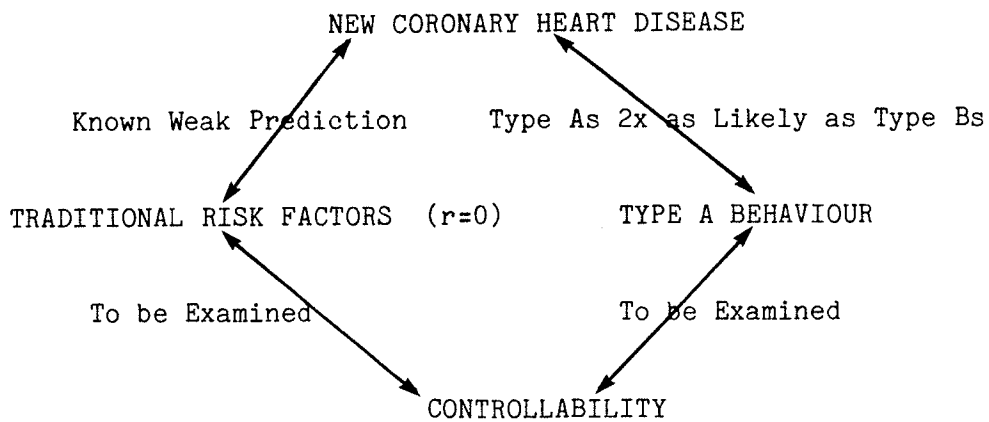 NEW CORONARY HEART DISEASE
Known Weak Prediction Type As 2x as Likely as Type Bs
TRADITIONAL RISK FACTORS (r=0) TYPE A BEHAVIOUR
To be Examined To be Examined
CONTROLLABILITY